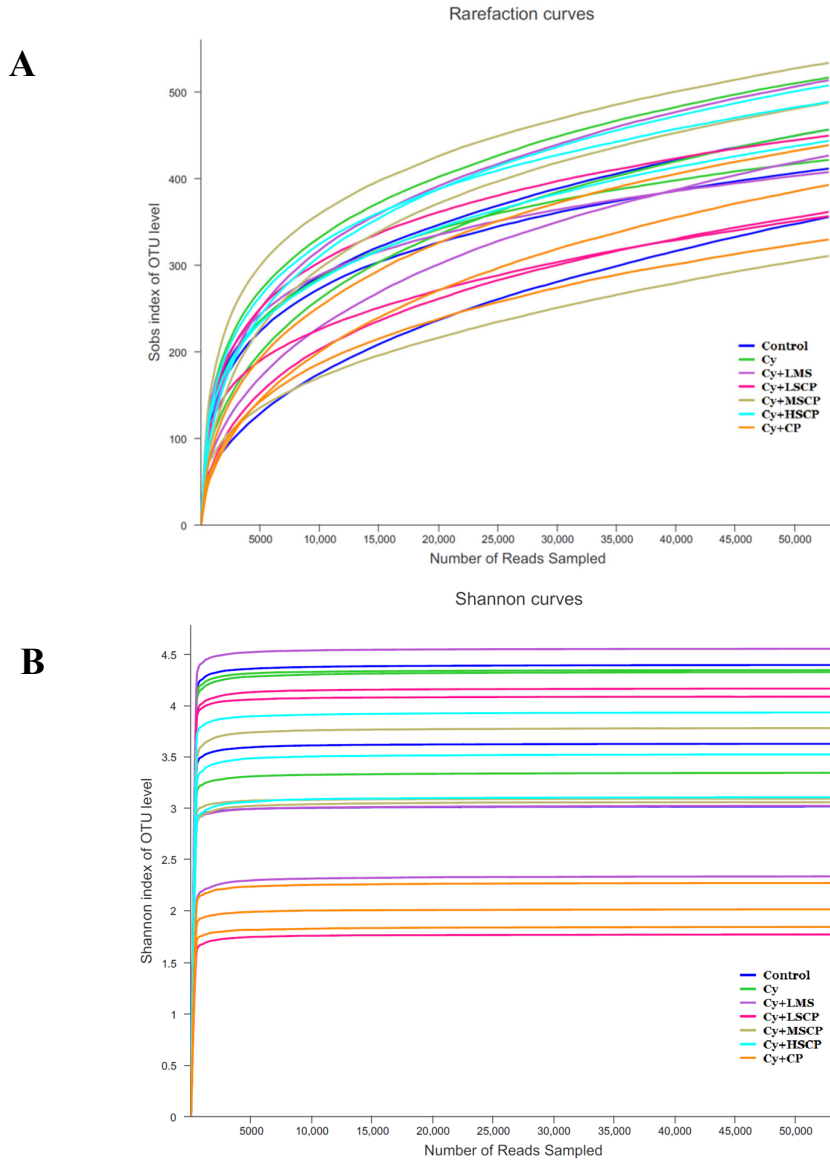 Rarefaction curves
A
Sobs index of OTU level
500
400
300
200
100
0
Control
Cy
Cy+LMS
Cy+LSCP
Cy+MSCP
Cy+HSCP
Cy+CP
5000 10,000 15,000 20,000 25,000 30,000 35,000 40,000 45,000 50,000
Number of Reads Sampled
Shannon curves
B
Shannon index of OTU level
4.5
4
3.5
3
2.5
2
1.5
1
0.5
0
Control
Cy
Cy+LMS
Cy+LSCP
Cy+MSCP
Cy+HSCP
Cy+CP
5000 10,000 15,000 20,000 25,000 30,000 35,000 40,000 45,000 50,000
Number of Reads Sampled